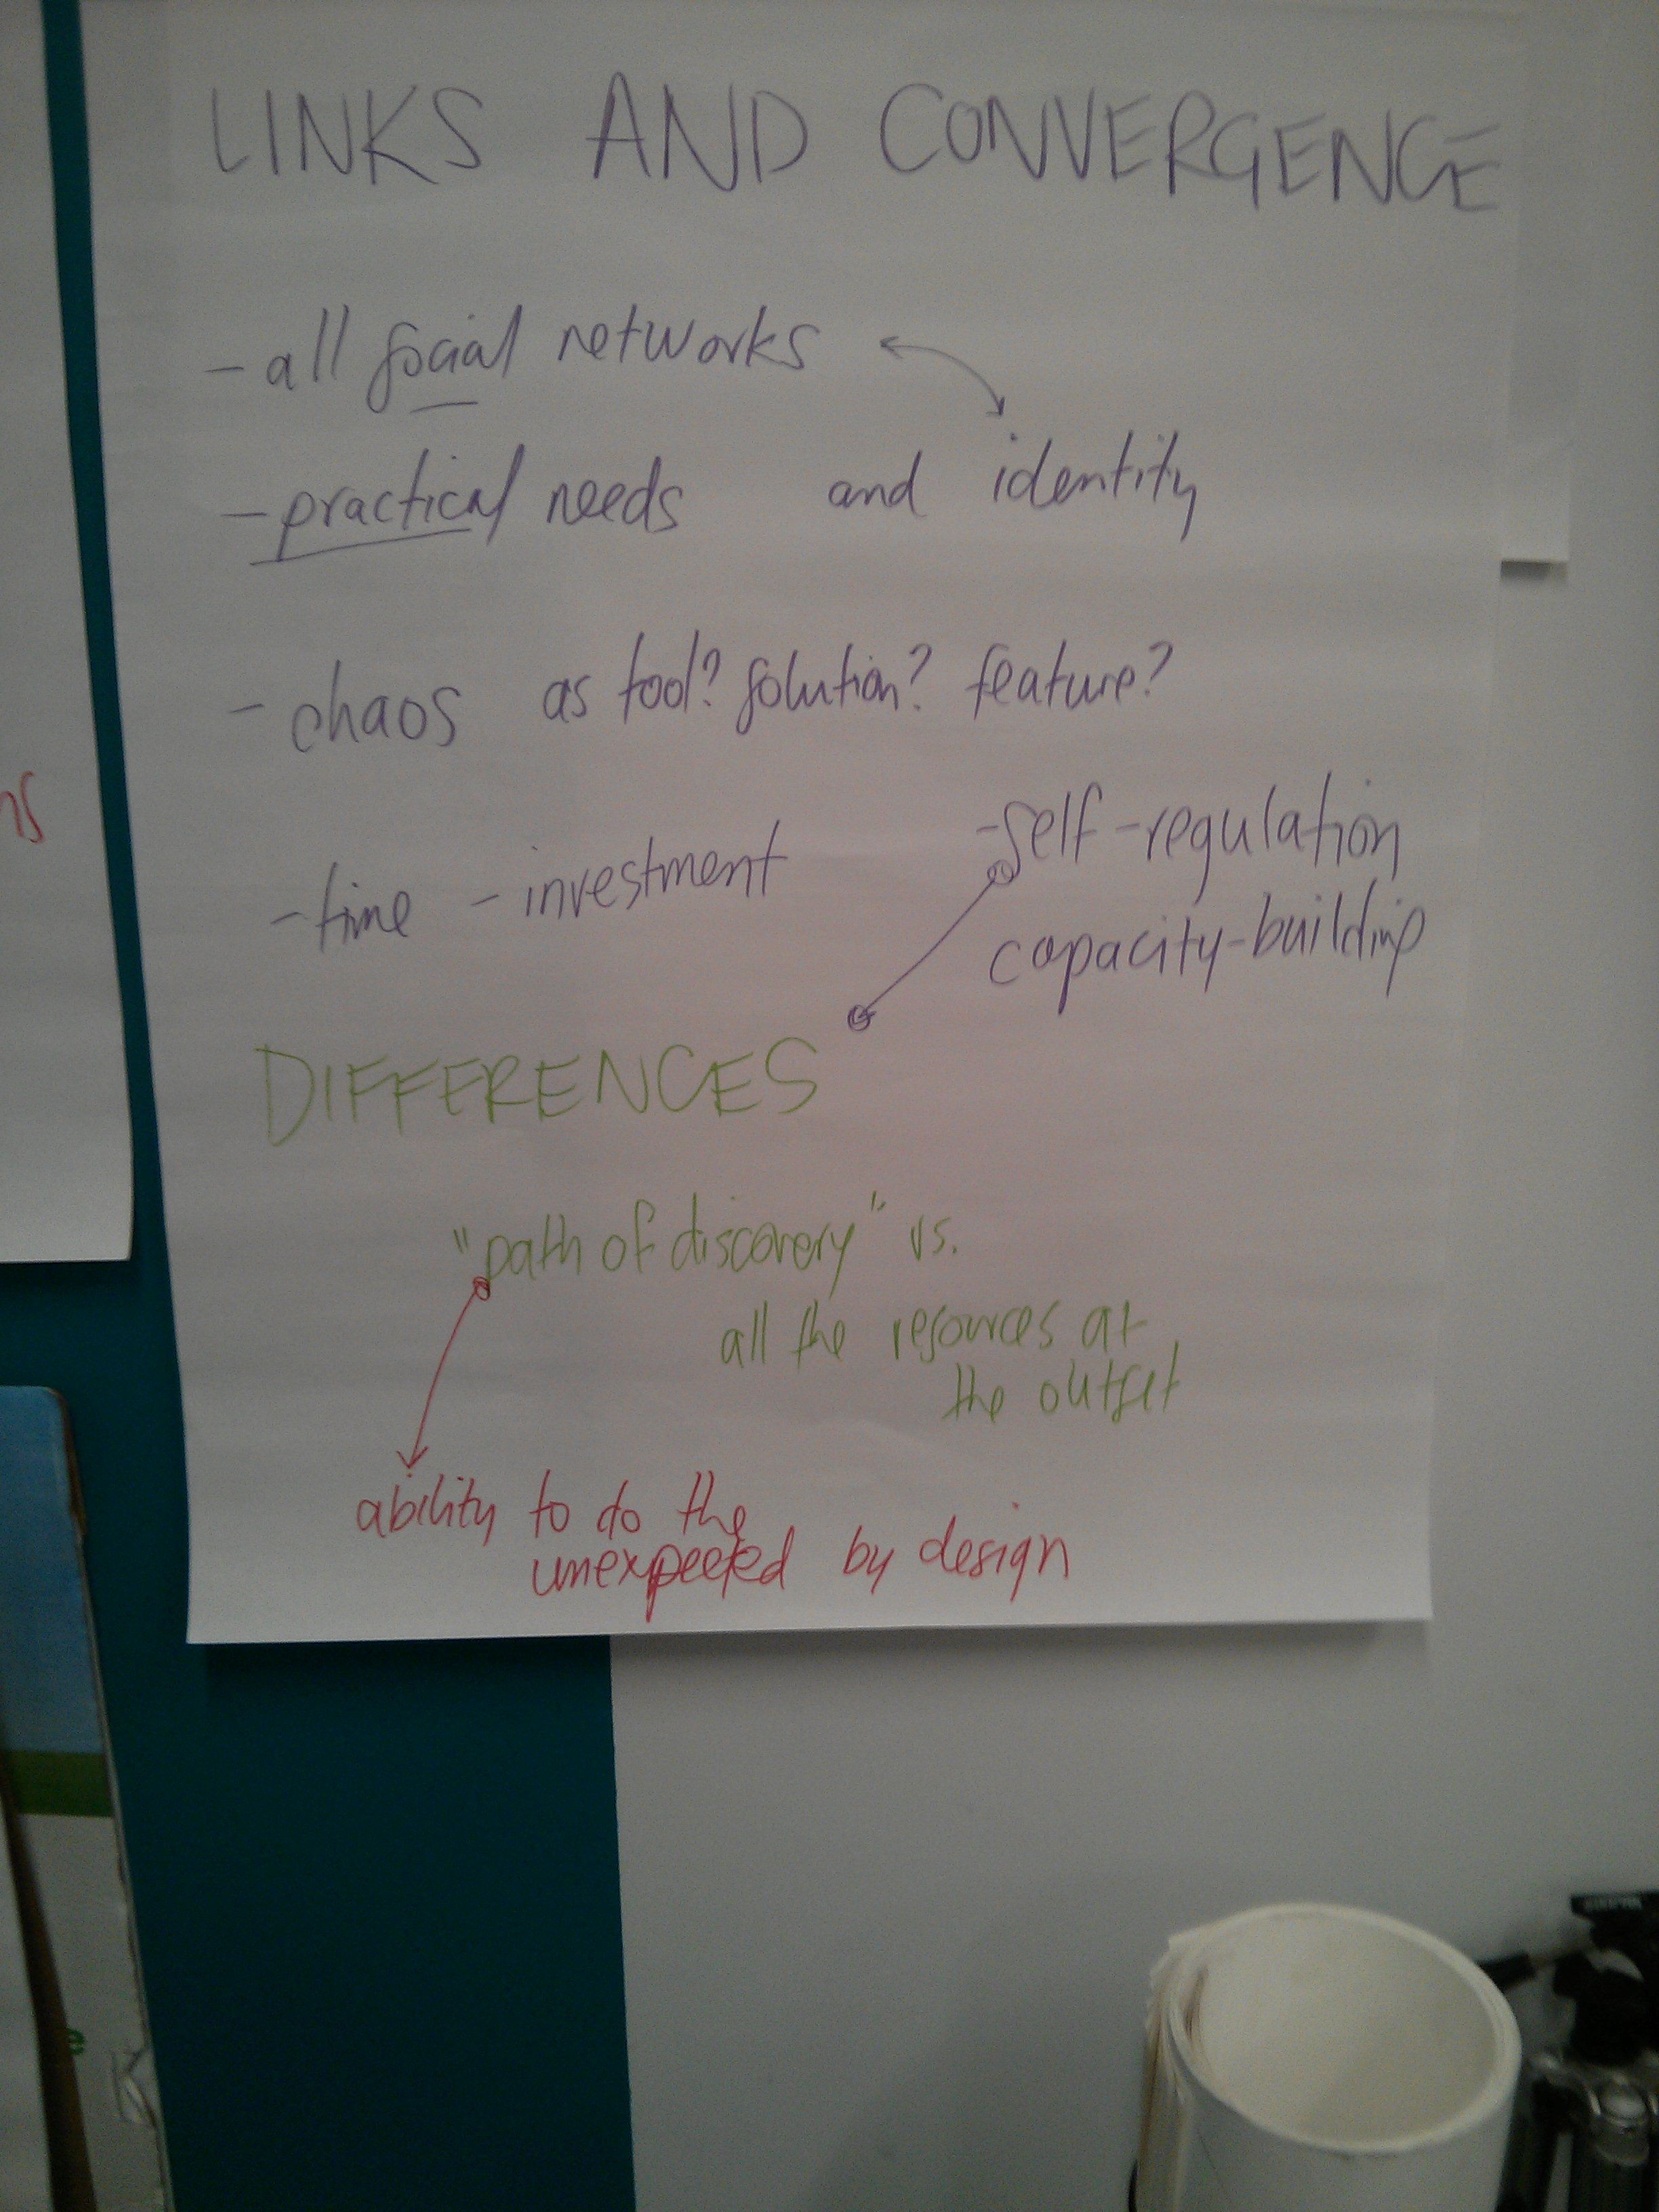 LINKS AND CONVERGENCE
- all social networks
- practical needs and identity
- chaos as tool? solution? feature?
- time - investment
- self-regulation
capacity-building
DIFFERENCES
"path of discovery" vs.
all the resources at
the outset
ability to do the
unexpected by design
ns
e